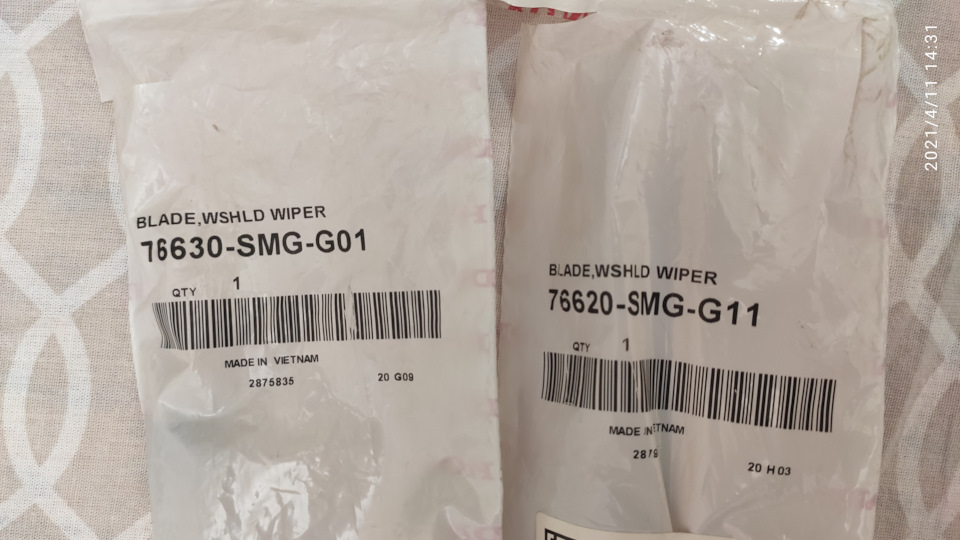 BLADE,WSHLD WIPER
76630-SMG-G01
QTY 1
MADE IN VIETNAM
2875835 20 G09
BLADE,WSHLD WIPER
76620-SMG-G11
QTY 1
MADE IN ETNAM
20 H03
2021/4/11 14:31